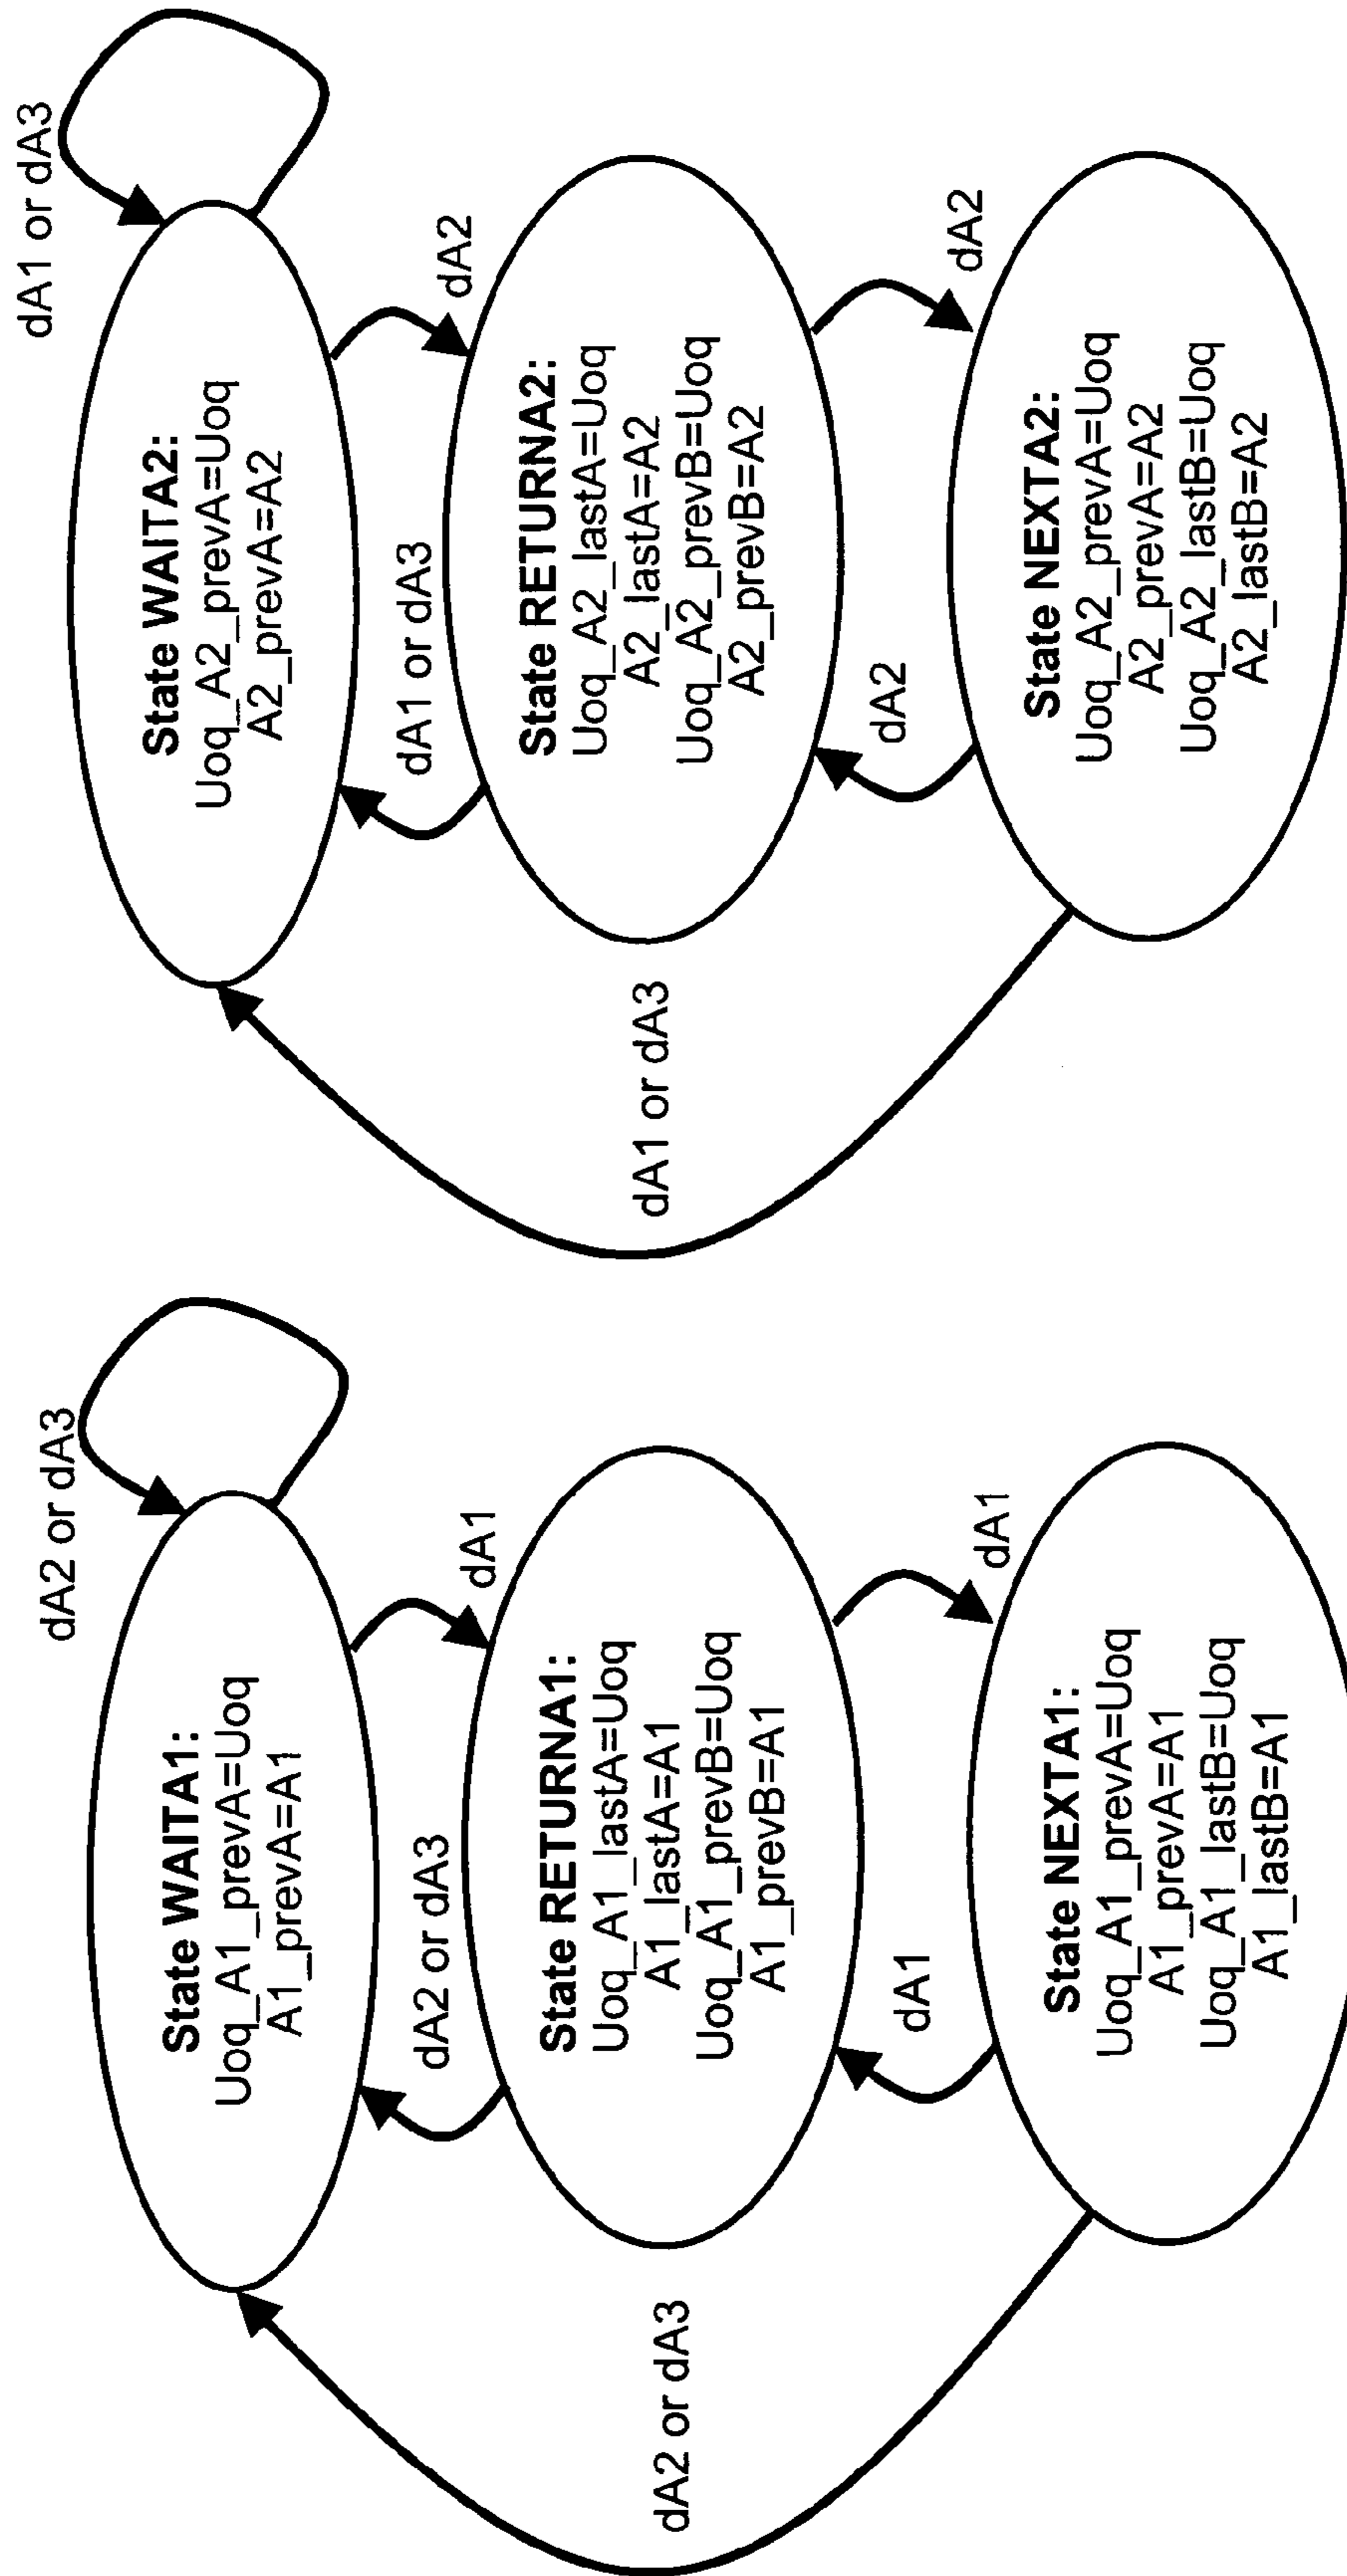 dA2 or dA3
State WAITA1:
Uoq_A1_prevA=Uoq
A1_prevA=A1
dA2 or dA3
dA1
State RETURNA1:
Uoq_A1_lastA=Uoq
A1_lastA=A1
Uoq_A1_prevB=Uoq
A1_prevB=A1
dA2 or dA3
dA1
dA1
State NEXTA1:
Uoq_A1_prevA=Uoq
A1_prevA=A1
Uoq_A1_lastB=Uoq
A1_lastB=A1
dA1 or dA3
State WAITA2:
Uoq_A2_prevA=Uoq
A2_prevA=A2
dA1 or dA3
dA2
State RETURNA2:
Uoq_A2_lastA=Uoq
A2_lastA=A2
Uoq_A2_prevB=Uoq
A2_prevB=A2
dA1 or dA3
dA2
dA2
State NEXTA2:
Uoq_A2_prevA=Uoq
A2_prevA=A2
Uoq_A2_lastB=Uoq
A2_lastB=A2